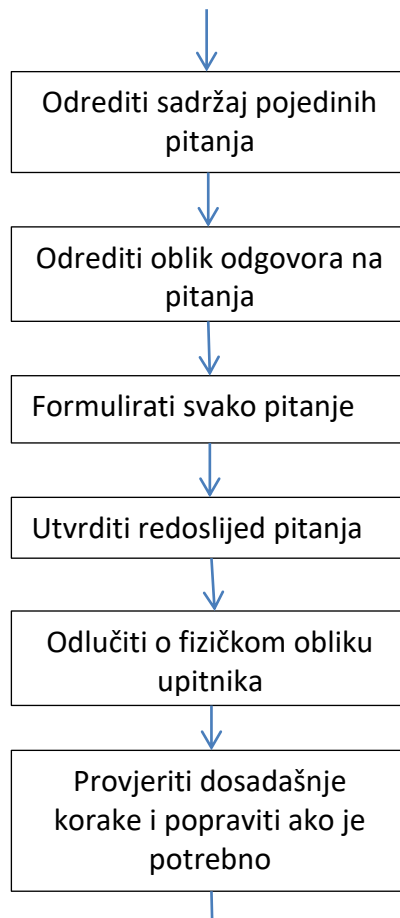 Odrediti sadržaj pojedinih
pitanja
Odrediti oblik odgovora na
pitanja
Formulirati svako pitanje
Utvrditi redoslijed pitanja
Odlučiti o fizičkom obliku
upitnika
Provjeriti dosadašnje
korake i popraviti ako je
potrebno